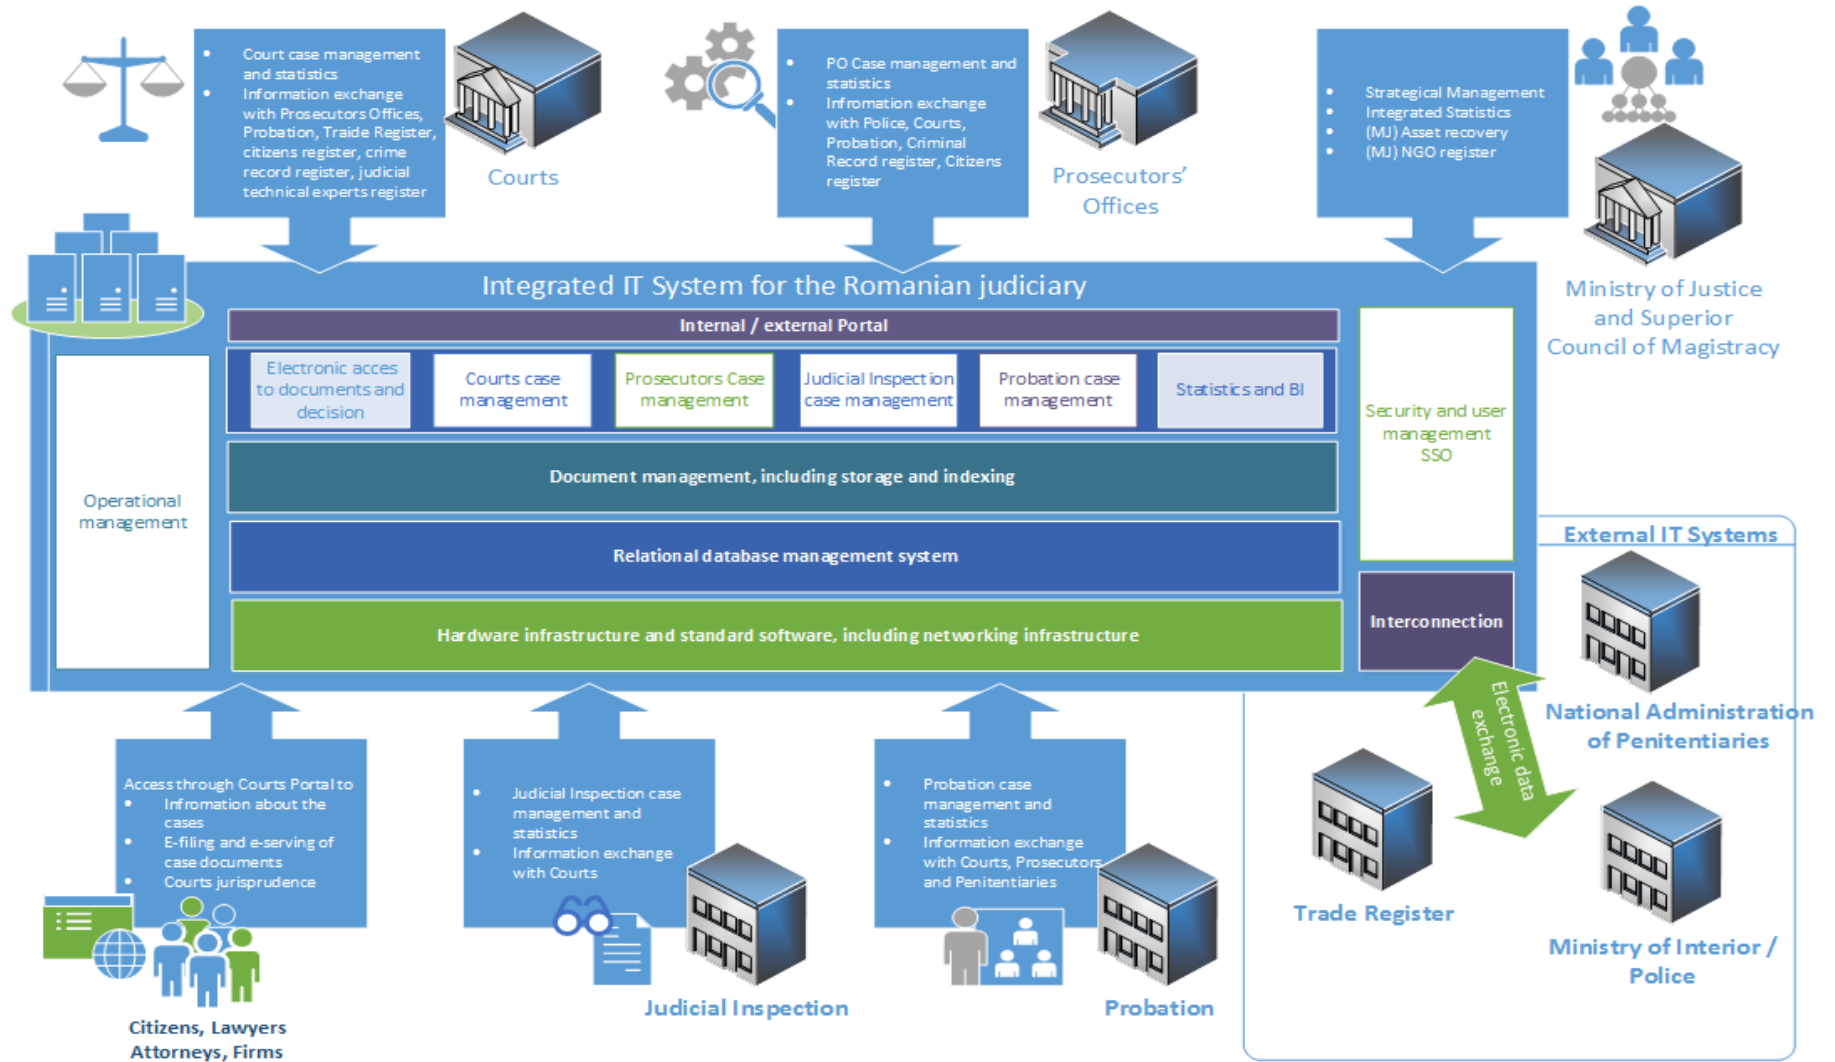 Court case management
and statistics
Information exchange
with Prosecutors Offices,
Probation, Traide Register,
citizens register, crime
record register, judicial
technical experts register
Courts
PO Case management and
statistics
Infromation exchange
with Police, Courts,
Probation, Criminal
Record register, Citizens
register
Prosecutors'
Offices
Strategical Management
Integrated Statistics
(MJ) Asset recovery
(MJ) NGO register
Ministry of Justice
and Superior
Council of Magistracy
Integrated IT System for the Romanian judiciary
Internal / external Portal
Electronic acces
to documents and
decision
Courts case
management
Prosecutors Case
management
Judicial Inspection
case management
Probation case
management
Statistics and BI
Security and user
management
SSO
Operational
management
Document management, including storage and indexing
Relational database management system
Hardware infrastructure and standard software, including networking infrastructure
Interconnection
External IT Systems
National Administration
of Penitentiaries
Electronic data
exchange
Trade Register
Ministry of Interior /
Police
Access through Courts Portal to
Infromation about the
cases
E-filing and e-serving of
case documents
Courts jurisprudence
Citizens, Lawyers
Attorneys, Firms
Judicial Inspection case
management and
statistics
Information exchange
with Courts
Judicial Inspection
Probation case
management and
statistics
Information exchange
with Courts, Prosecutors
and Penitentiaries
Probation